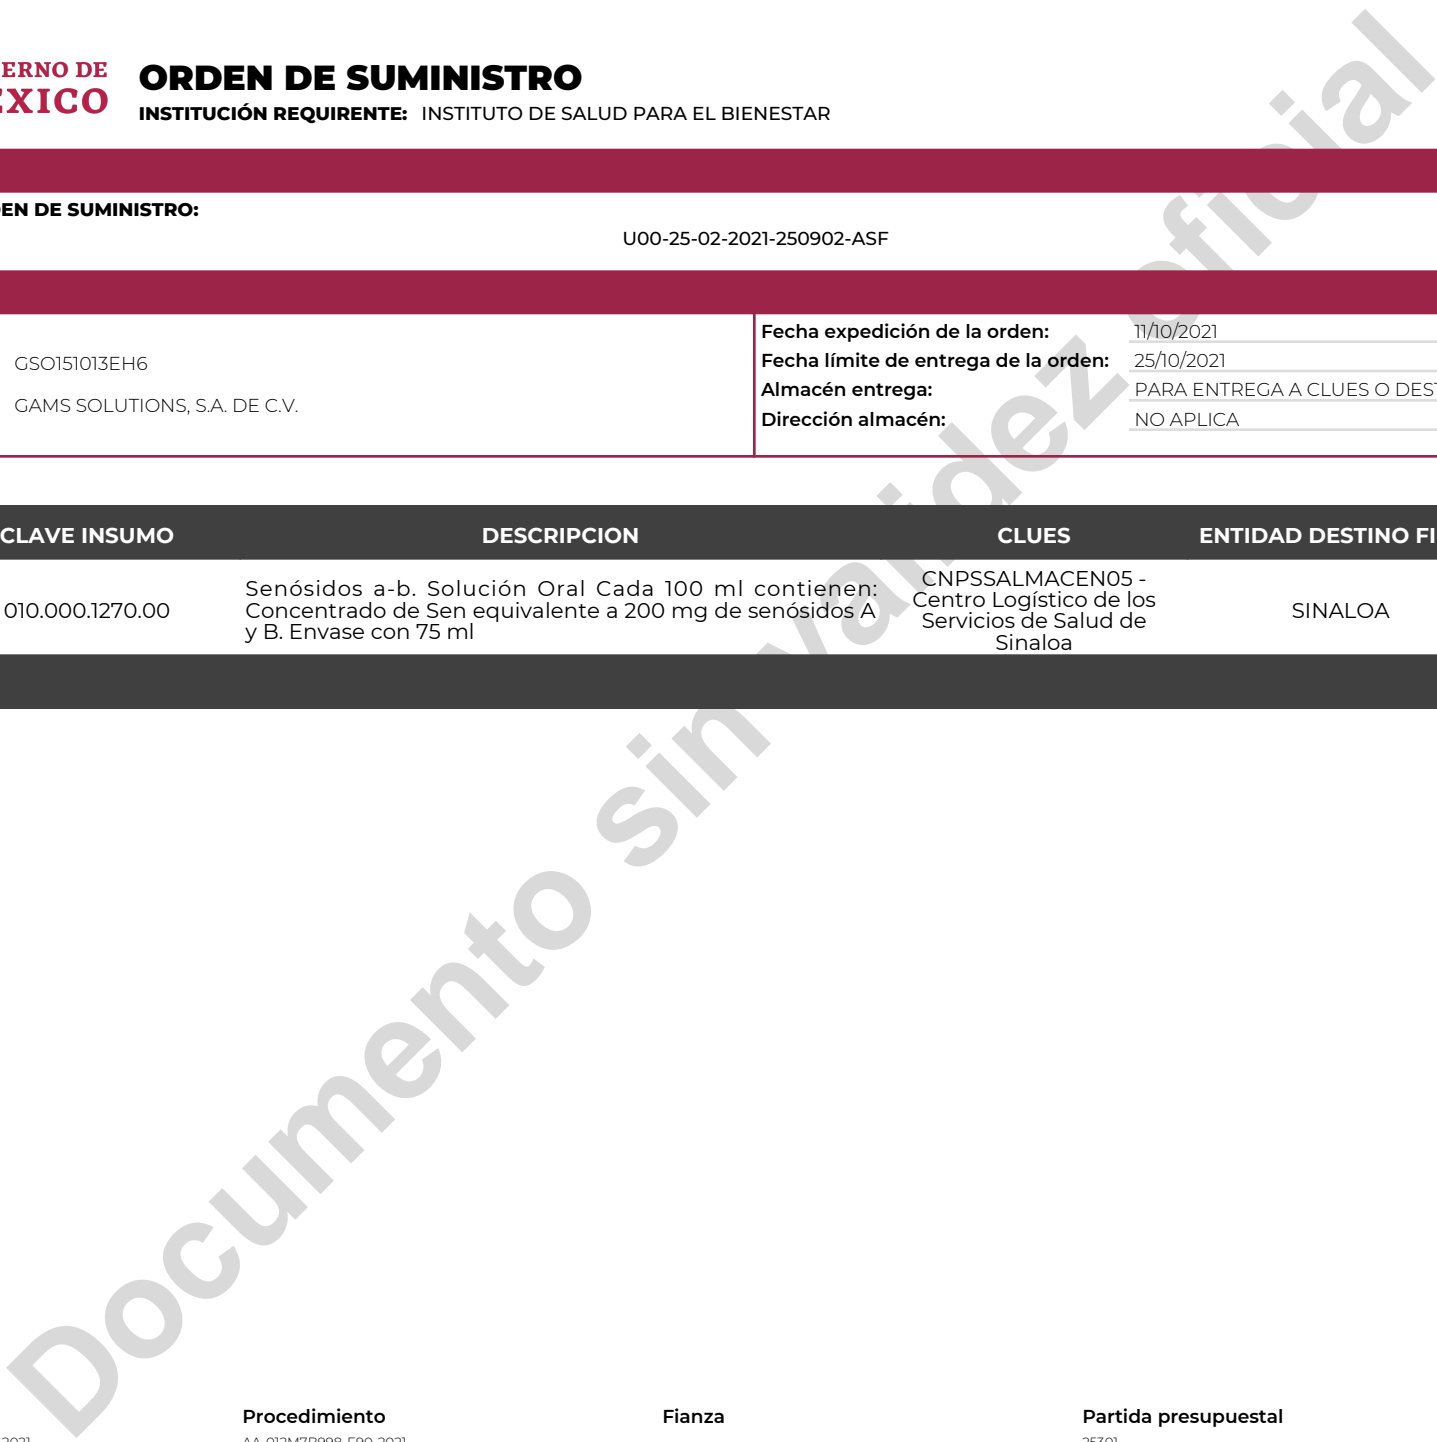 ERNO DE
ORDEN DE SUMINISTRO
INSTITUCIÓN REQUIRENTE: INSTITUTO DE SALUD PARA EL BIENESTAR
EN DE SUMINISTRO:
U00-25-02-2021-250902-ASF
GSO151013EH6
GAMS SOLUTIONS, S.A. DE C.V.
Fecha expedición de la orden: 11/10/2021
Fecha límite de entrega de la orden: 25/10/2021
Almacén entrega: PARA ENTREGA A CLUES O DEST
Dirección almacén: NO APLICA
CLAVE INSUMO DESCRIPCION CLUES ENTIDAD DESTINO FI
010.000.1270.00
Senósidos a-b. Solución Oral Cada 100 ml contienen:
Concentrado de Sen equivalente a 200 mg de senósidos A
y B. Envase con 75 ml
CNPSSALMACEN05 -
Centro Logístico de los
Servicios de Salud de
Sinaloa
SINALOA
Documento sin validez oficial
Procedimiento Fianza Partida presupuestal